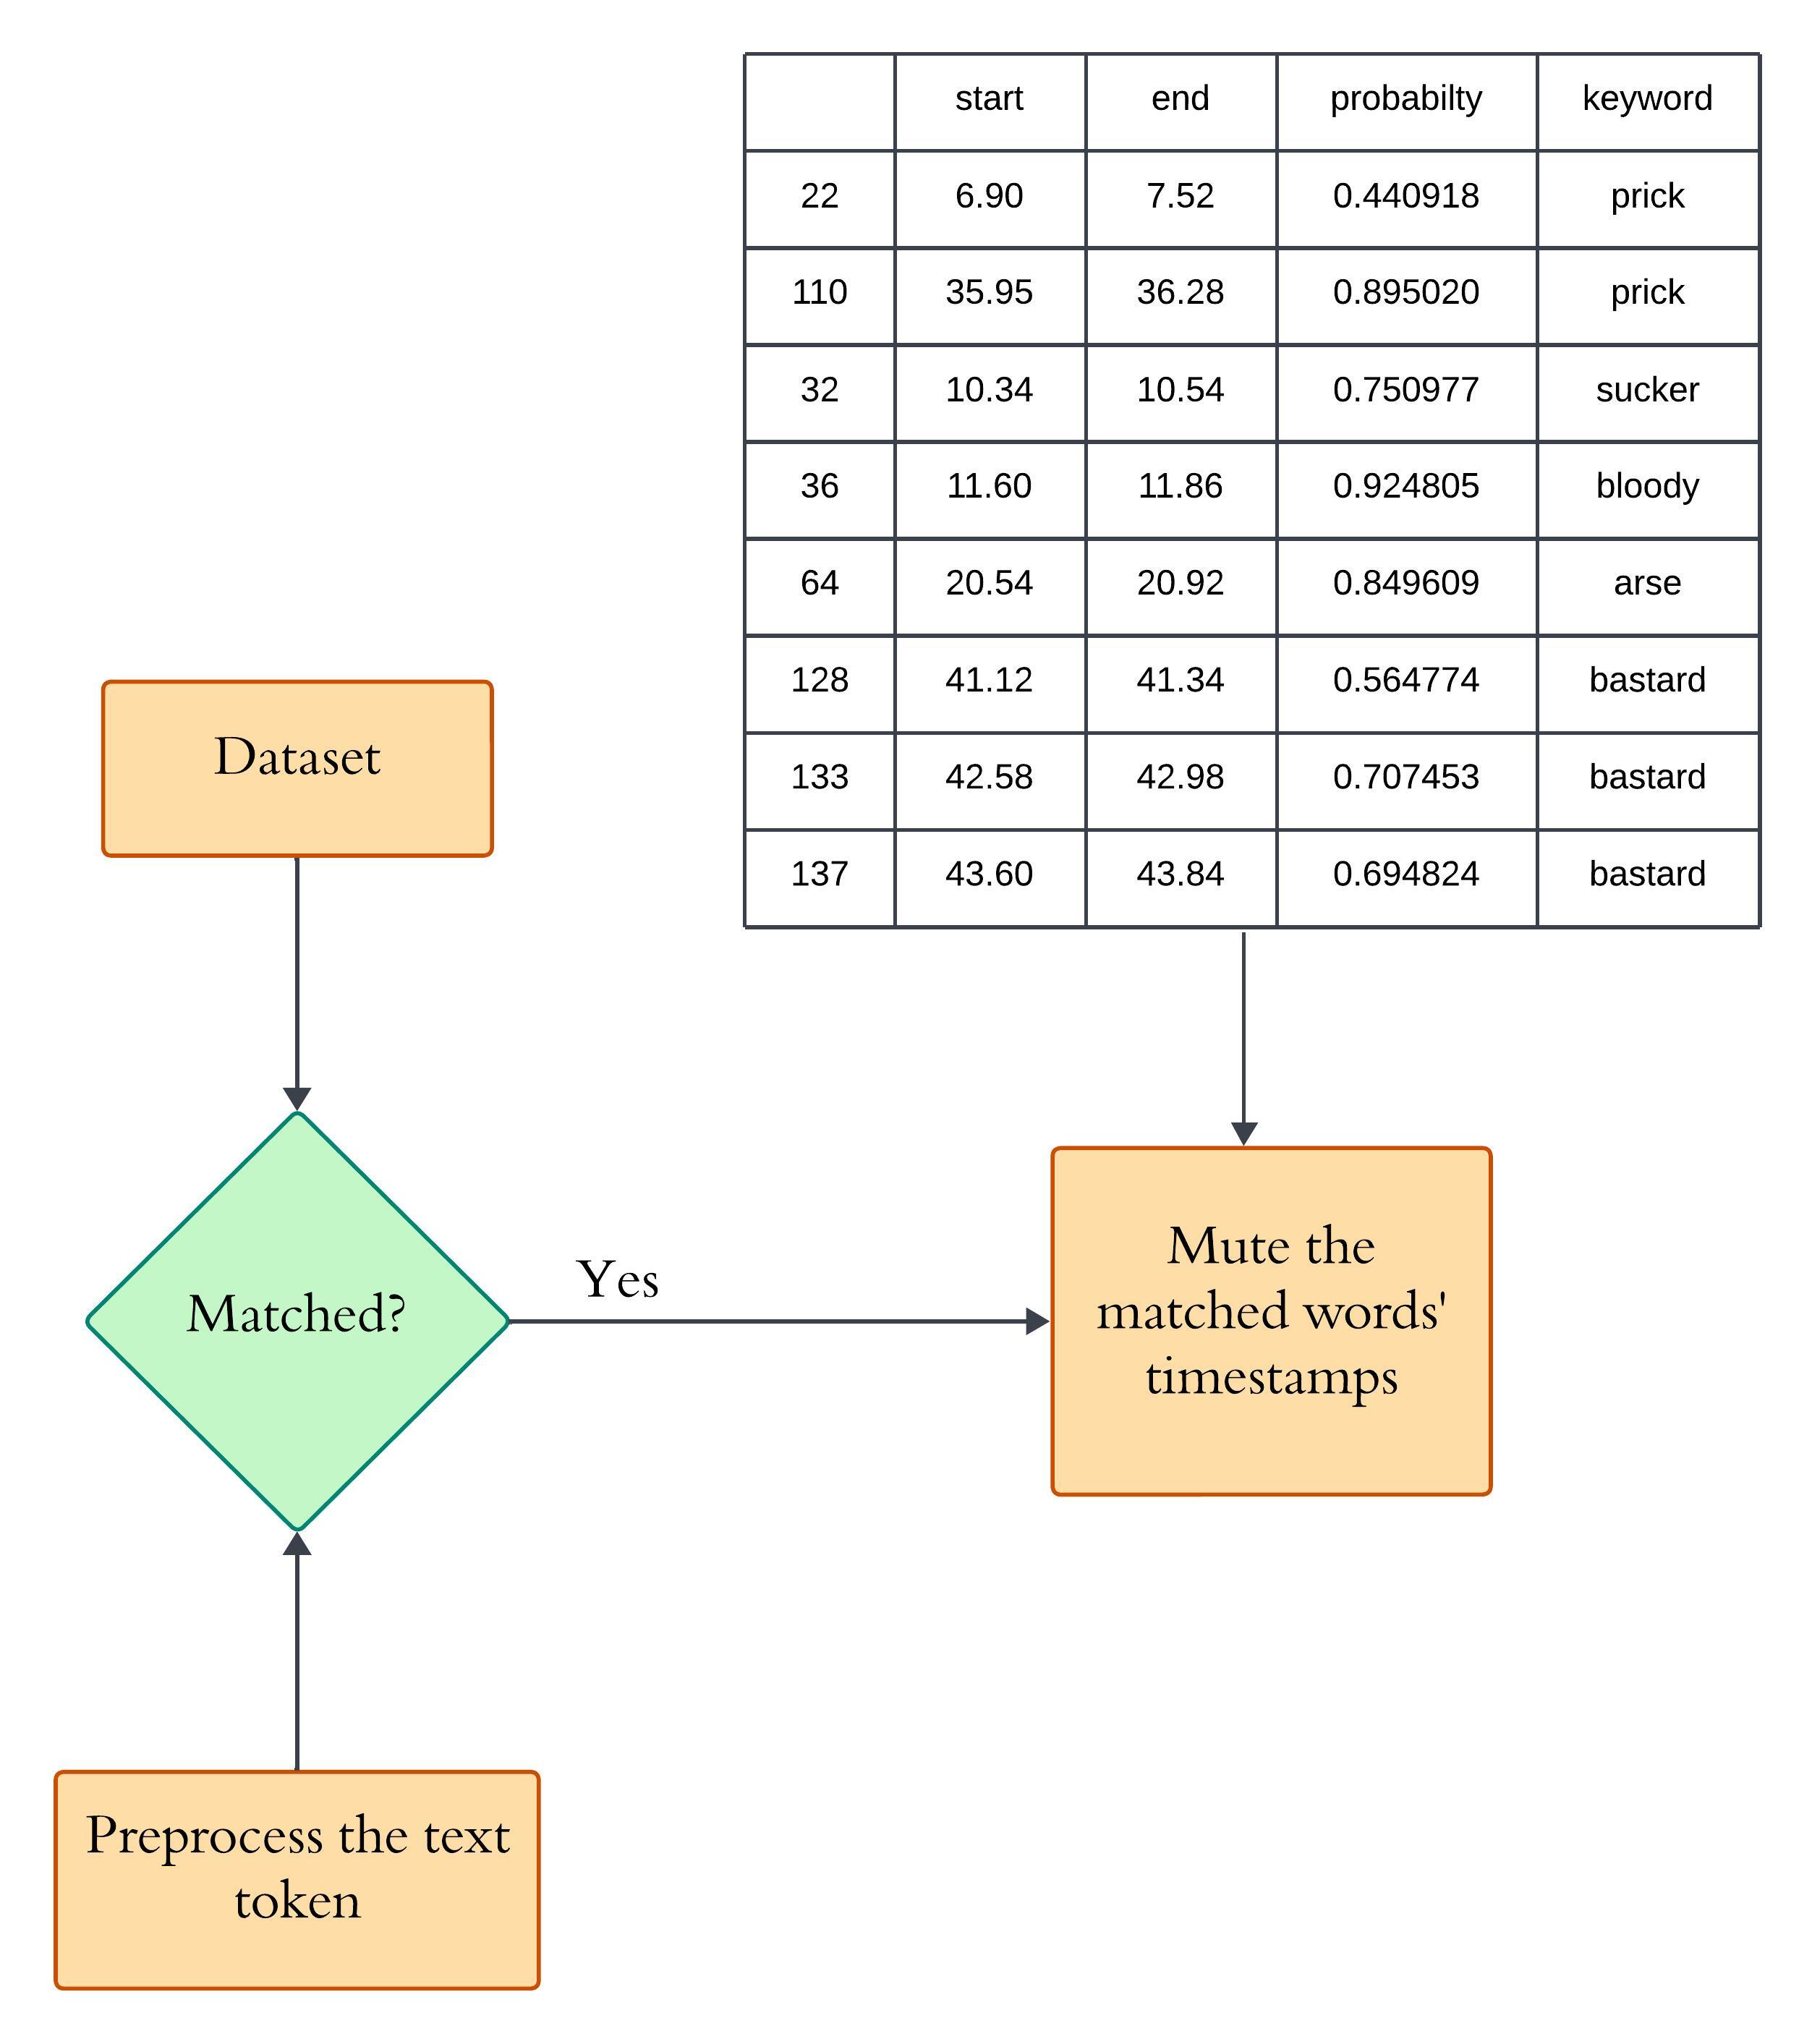 start end probabilty keyword
22 6.90 7.52 0.440918 prick
110 35.95 36.28 0.895020 prick
32 10.34 10.54 0.750977 sucker
36 11.60 11.86 0.924805 bloody
64 20.54 20.92 0.849609 arse
128 41.12 41.34 0.564774 bastard
133 42.58 42.98 0.707453 bastard
137 43.60 43.84 0.694824 bastard
Dataset
Matched?
Yes
Mute the
matched words'
timestamps
Preprocess the text
token